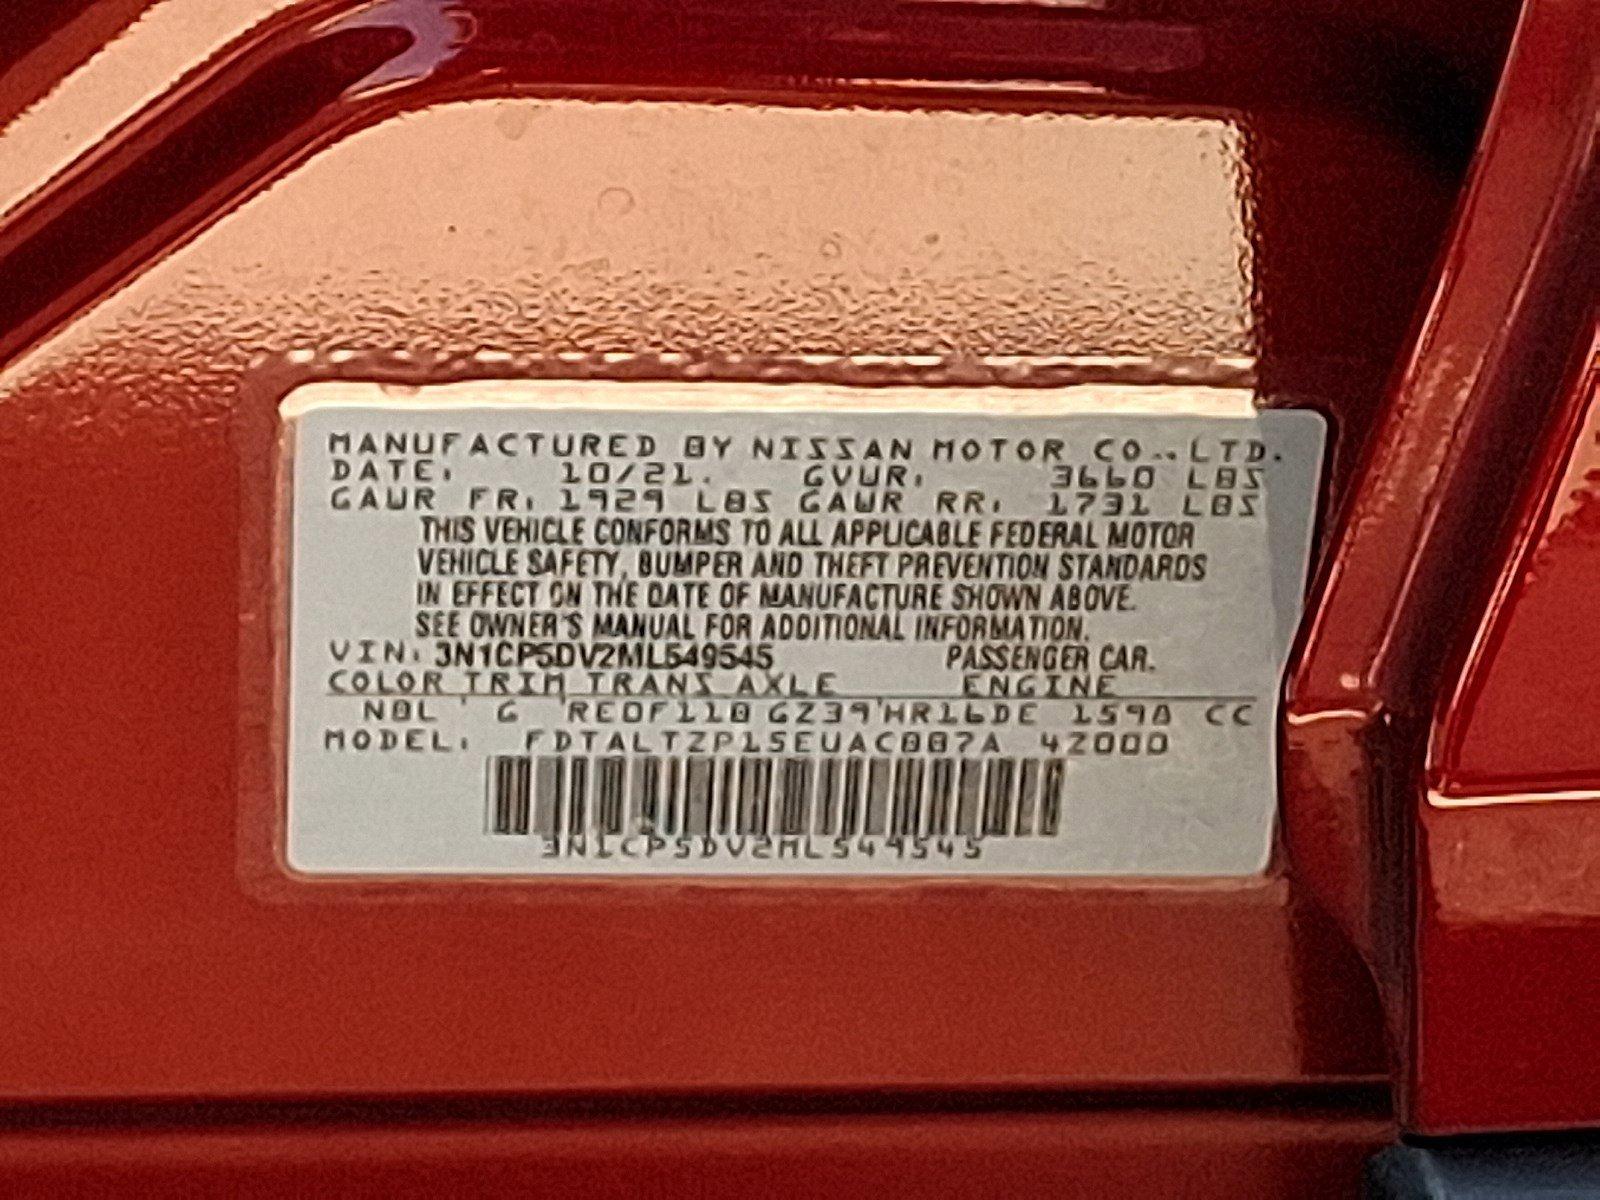 MANUFACTURED BY NISSAN MOTOR CO., LTD.
DATE: 10/21. GVWR: 3660 LBS
GAWR FR: 1929 LBS GAWR RR: 1731 LBS
THIS VEHICLE CONFORMS TO ALL APPLICABLE FEDERAL MOTOR
VEHICLE SAFETY, BUMPER AND THEFT PREVENTION STANDARDS
IN EFFECT ON THE DATE OF MANUFACTURE SHOWN ABOVE.
SEE OWNER'S MANUAL FOR ADDITIONAL INFORMATION.
VIN: 3N1CP5DV2ML549545 PASSENGER CAR.
COLOR TRIM TRANS AXLE ENGINE
NBL G RE0F11B GZ39 HR16DE 1598 CC
MODEL: FDTALTZP15EUAC887A 42000
3N1CP5DV2ML549545